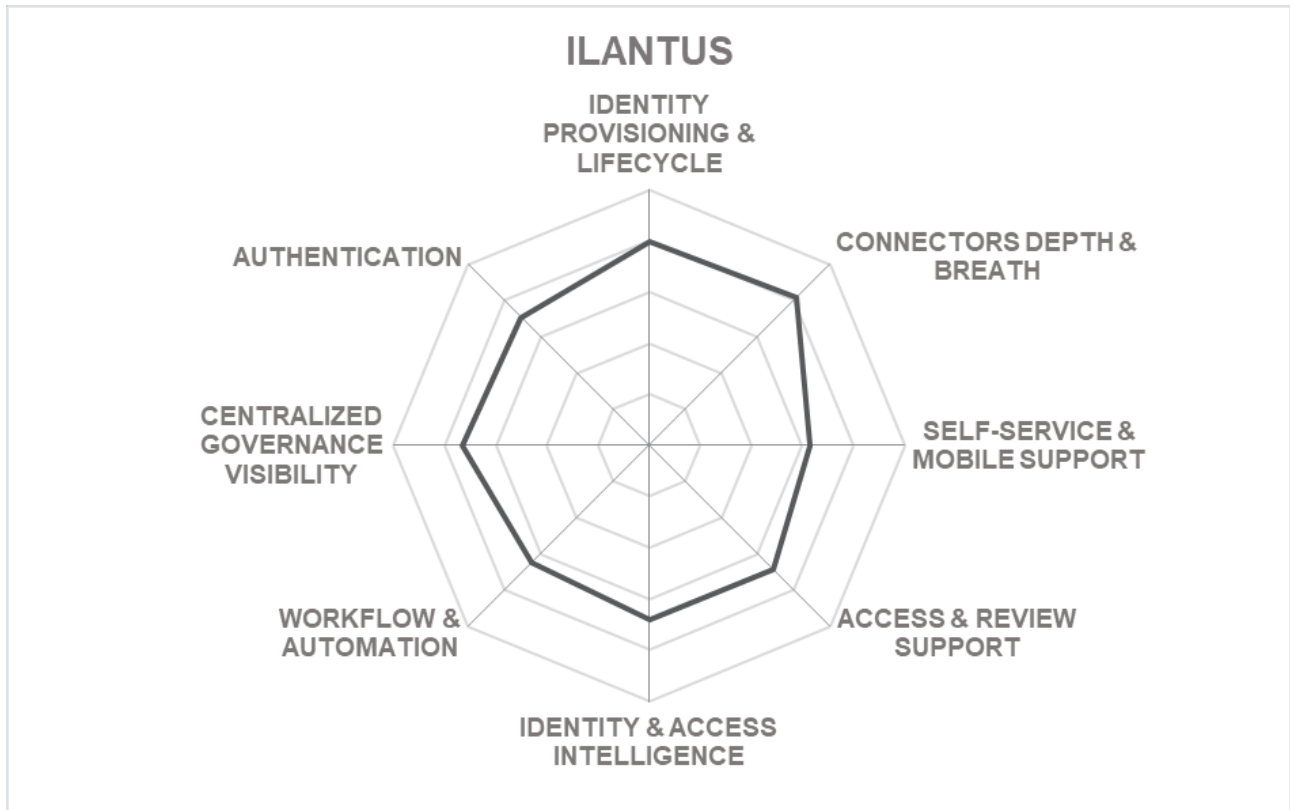 ILANTUS
IDENTITY
PROVISIONING &
LIFECYCLE
CONNECTORS DEPTH &
BREATH
SELF-SERVICE &
MOBILE SUPPORT
ACCESS & REVIEW
SUPPORT
IDENTITY & ACCESS
INTELLIGENCE
WORKFLOW &
AUTOMATION
CENTRALIZED
GOVERNANCE
VISIBILITY
AUTHENTICATION